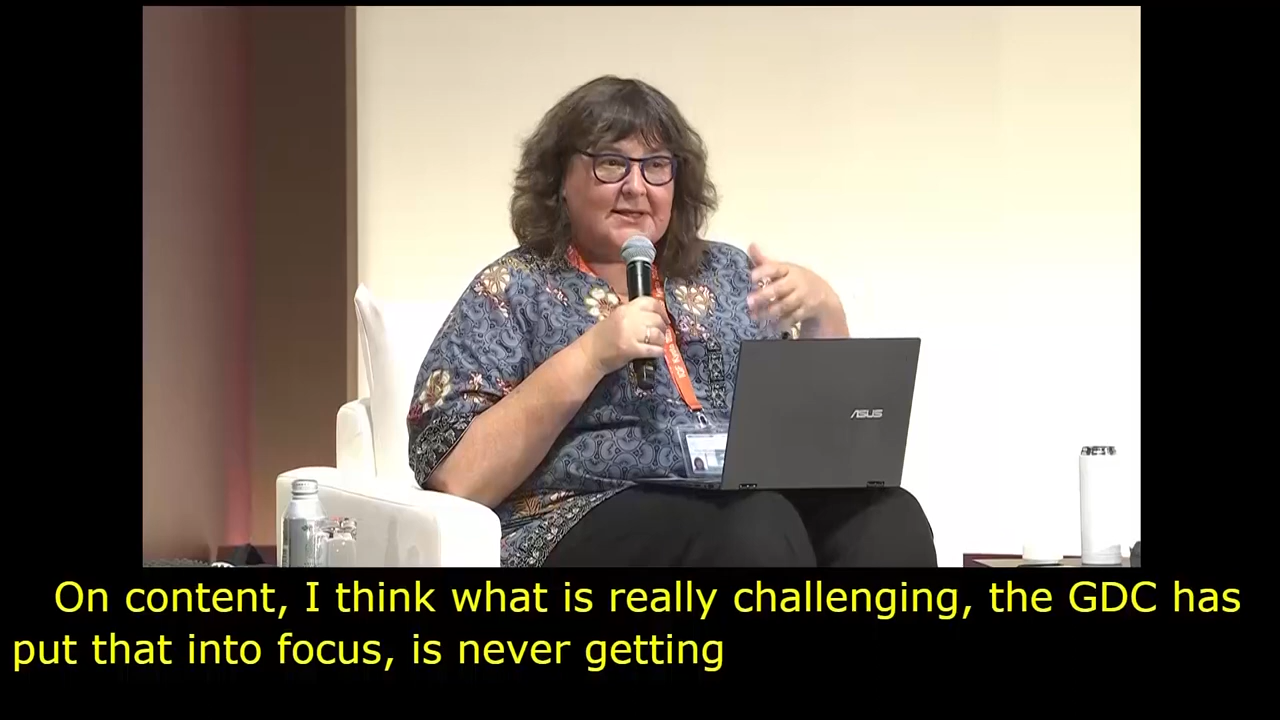 ASUS
On content, I think what is really challenging, the GDC has
put that into focus, is never getting